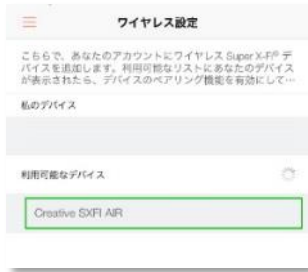 ワイヤレス設定
こちらで、あなたのアカウントにワイヤレス Super X-Fi® デ
バイスを追加します。利用可能なリストにあなたのデバイス
が表示されたら、デバイスのペアリング機能を有効にして…
私のデバイス
利用可能なデバイス
Creative SXFI AIR